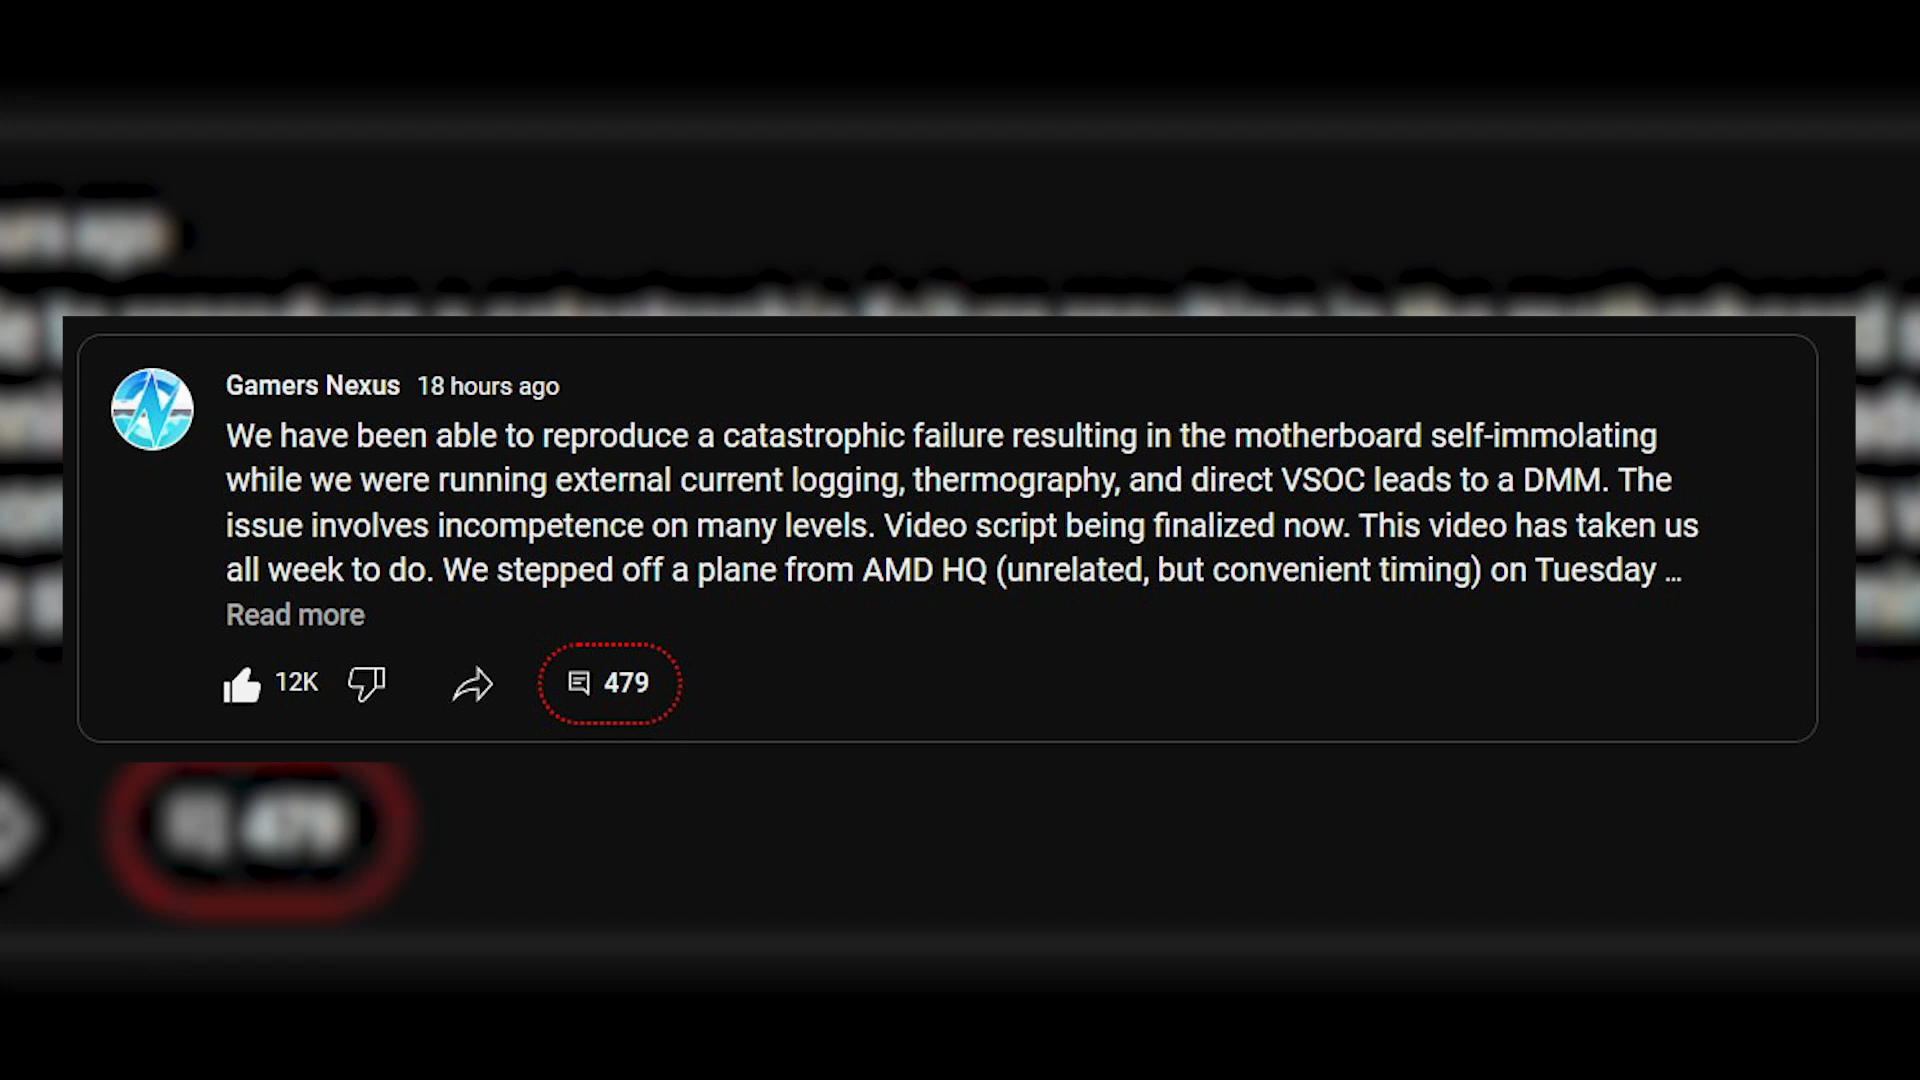 Gamers Nexus 18 hours ago
We have been able to reproduce a catastrophic failure resulting in the motherboard self-immolating
while we were running external current logging, thermography, and direct VSOC leads to a DMM. The
issue involves incompetence on many levels. Video script being finalized now. This video has taken us
all week to do. We stepped off a plane from AMD HQ (unrelated, but convenient timing) on Tuesday ...
Read more
12K 479
479